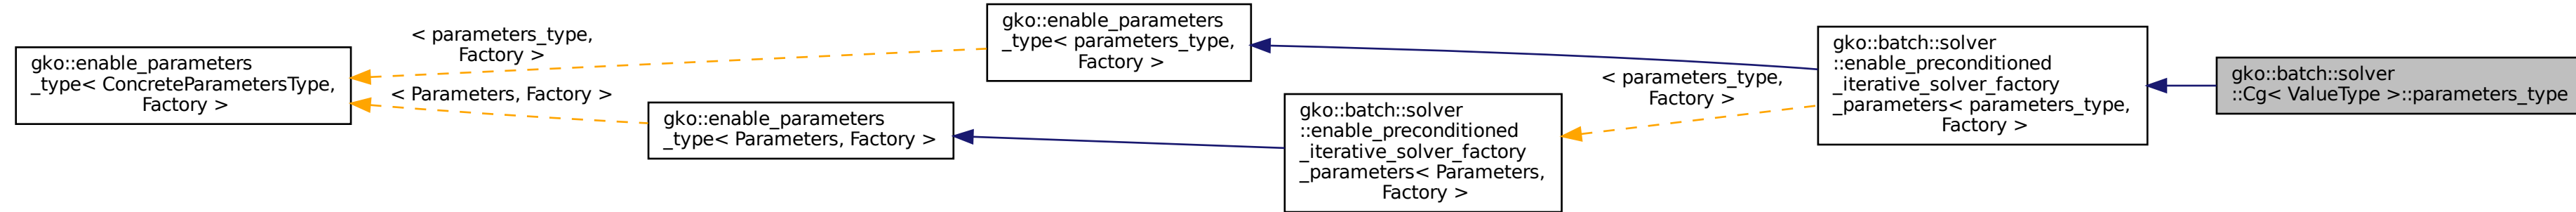 gko::enable_parameters
_type< ConcreteParametersType,
Factory >
< parameters_type,
Factory >
< Parameters, Factory >
gko::enable_parameters
_type< Parameters, Factory >
gko::enable_parameters
_type< parameters_type,
Factory >
gko::batch::solver
::enable_preconditioned
_iterative_solver_factory
_parameters< Parameters,
Factory >
< parameters_type,
Factory >
gko::batch::solver
::enable_preconditioned
_iterative_solver_factory
_parameters< parameters_type,
Factory >
gko::batch::solver
::Cg< ValueType >::parameters_type